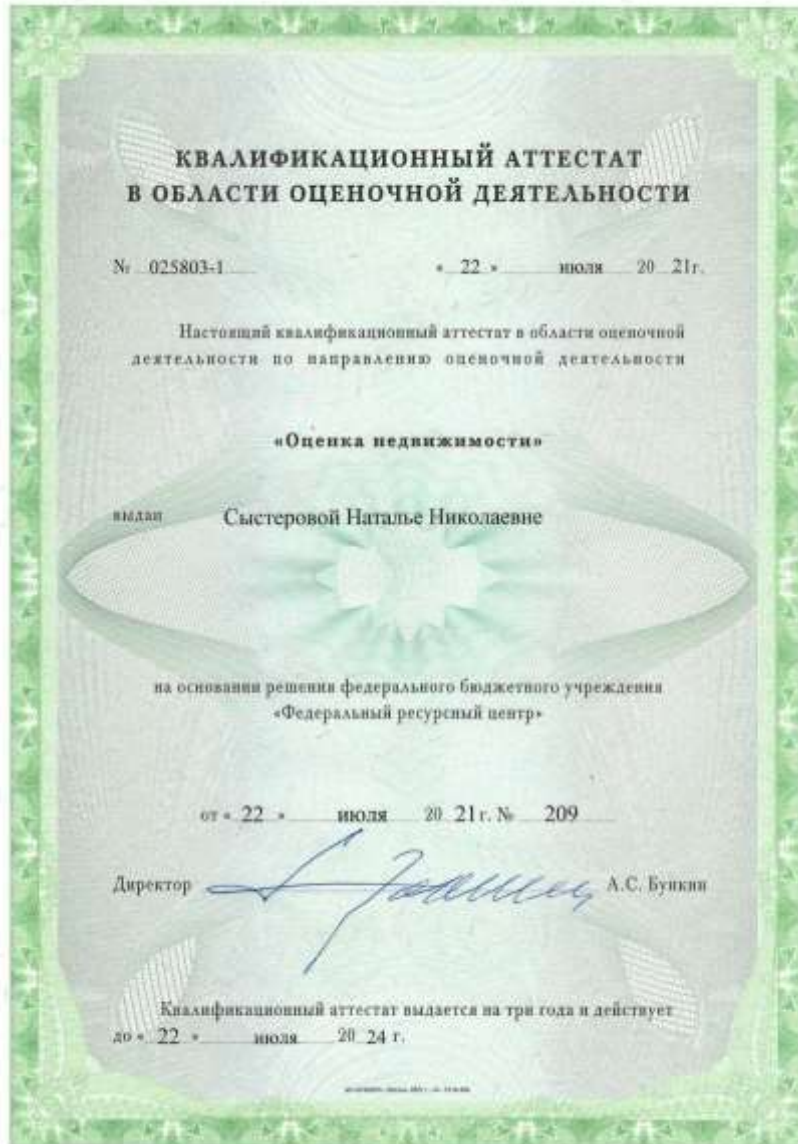 КВАЛИФИКАЦИОННЫЙ АТТЕСТАТ
В ОБЛАСТИ ОЦЕНОЧНОЙ ДЕЯТЕЛЬНОСТИ
№ 025803-1 « 22 » июля 20 21г.
Настоящий квалификационный аттестат в области оценочной
деятельности по направлению оценочной деятельности
«Оценка недвижимости»
выдан Сыстеровой Наталье Николаевне
на основании решения федерального бюджетного учреждения
«Федеральный ресурсный центр»
от « 22 » июля 20 21г. № 209
Директор А.С. Бункин
Квалификационный аттестат выдается на три года и действует
до « 22 » июля 20 24 г.